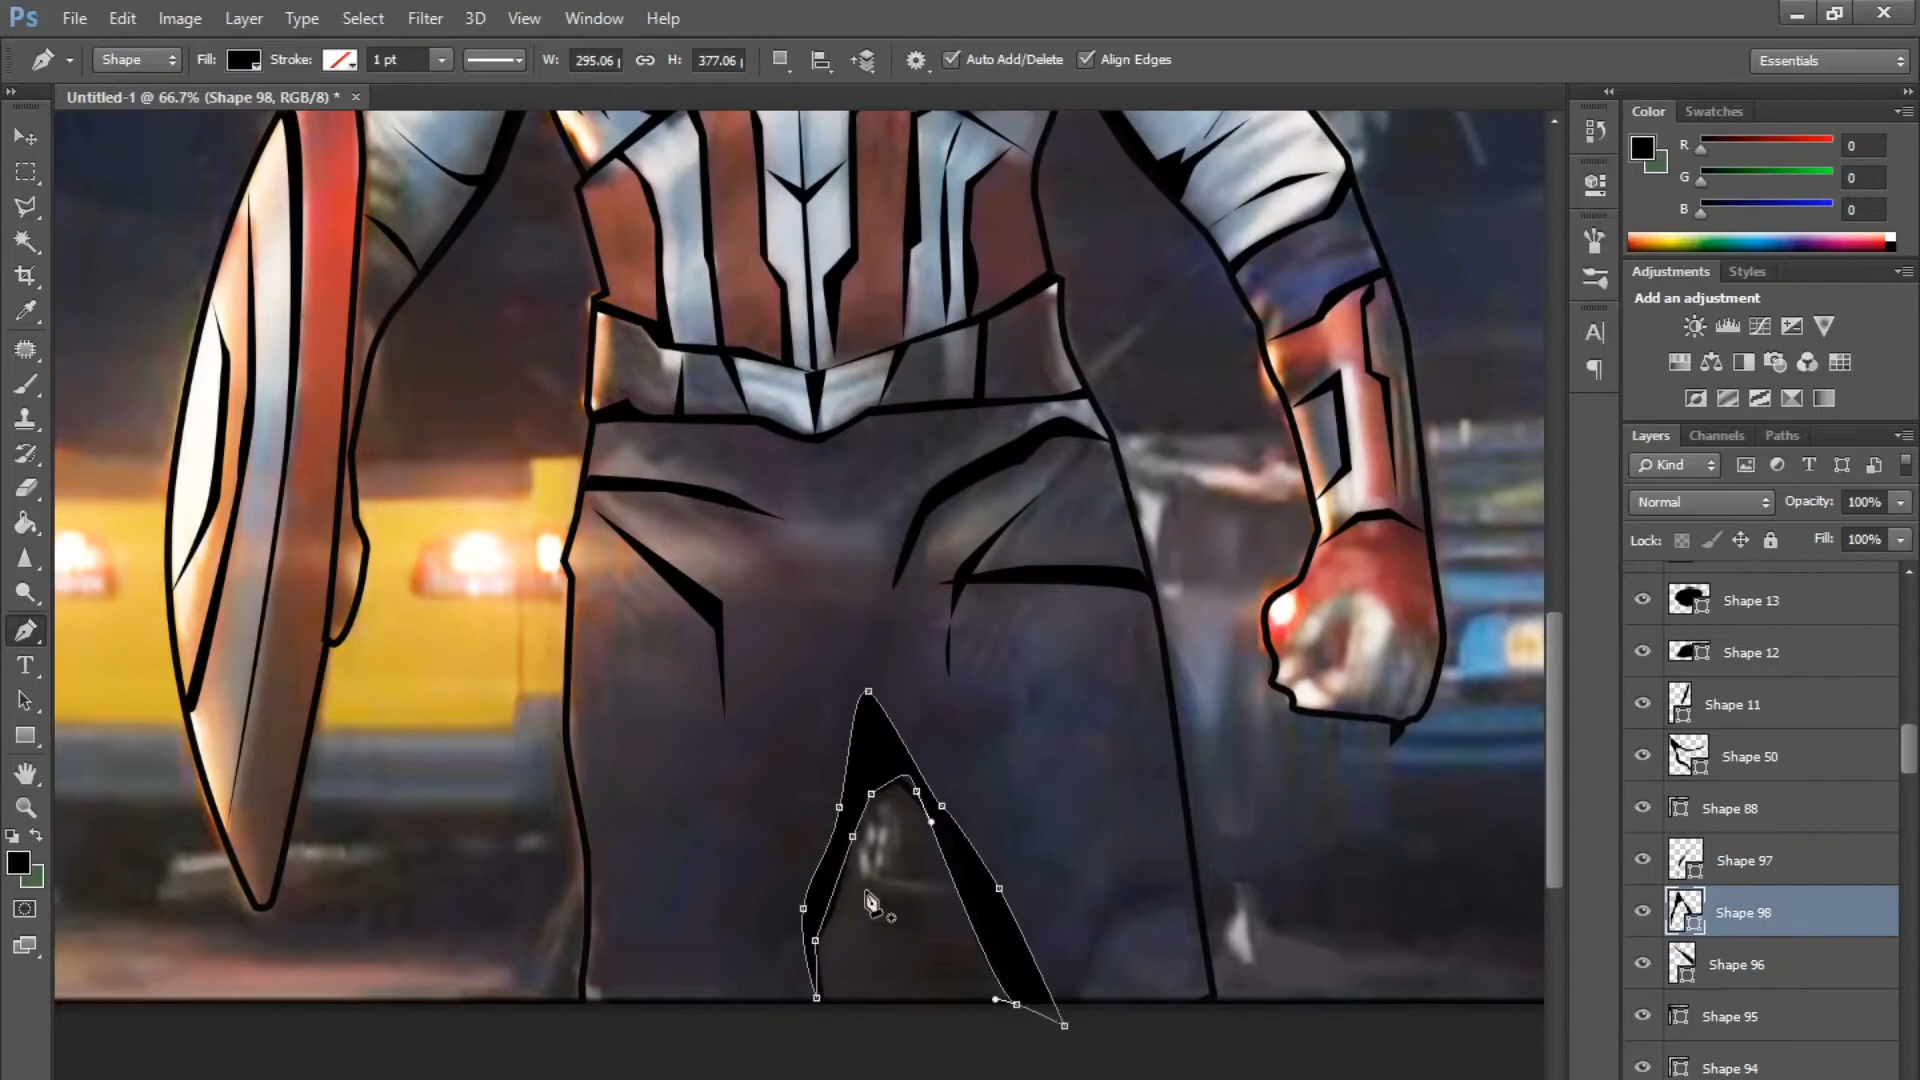 Ps File Edit Image Layer Type Select Filter 3D View Window Help
Shape Fill: Stroke: 1 pt W: 295.06 H: 377.06 Auto Add/Delete Align Edges Essentials
Untitled-1 @ 66.7% (Shape 98, RGB/8) *
Color Swatches
R 0
G 0
B 0
Adjustments Styles
Add an adjustment
Layers Channels Paths
Kind
Normal Opacity: 100%
Lock: Fill: 100%
Shape 13
Shape 12
Shape 11
Shape 50
Shape 88
Shape 97
Shape 98
Shape 96
Shape 95
Shape 94